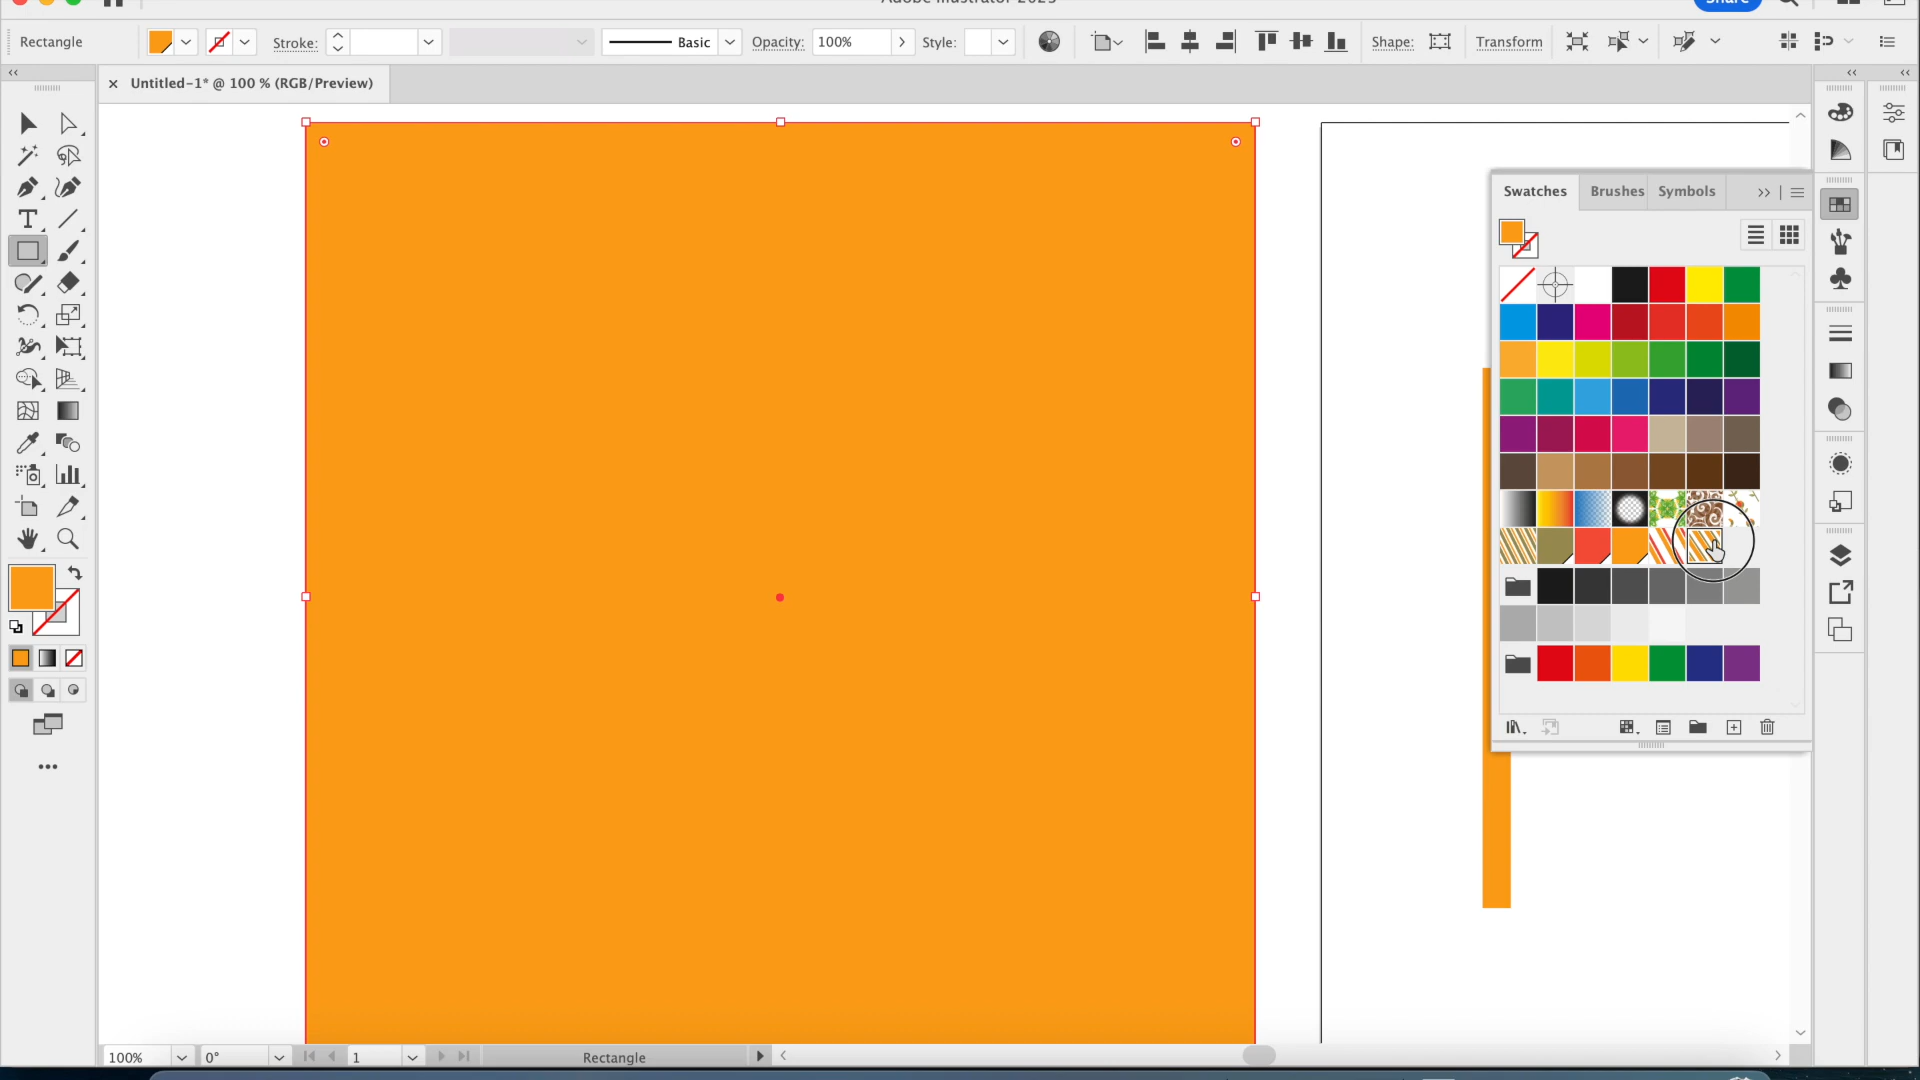 Adobe Illustrator 2025
Share
Rectangle
Stroke:
Basic
Opacity:
100%
Style:
Shape:
Transform
Untitled-1* @ 100 % (RGB/Preview)
Swatches
Brushes
Symbols
100%
0°
1
Rectangle